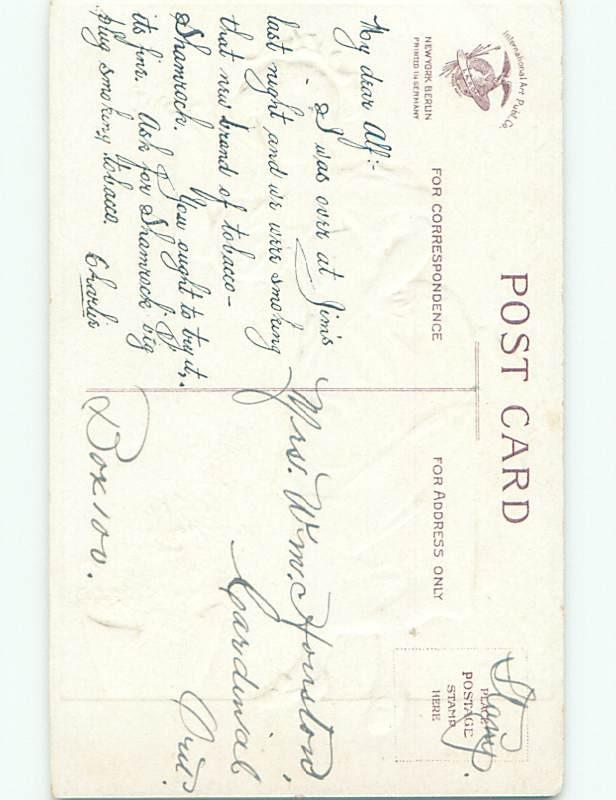 POST CARD
International Art Publ. Co.
NEW YORK BERLIN
PRINTED IN GERMANY
FOR CORRESPONDENCE
FOR ADDRESS ONLY
PLACE
POSTAGE
STAMP
HERE
Stamp.
My dear Alf:-
I was over at Jim's
last night and we were smoking
that new brand of tobacco-
Shamrock. You ought to try it,
its fine. Ask for Shamrock big
plug smoking tobacco.
Charlie
Mrs. Wm. Johnston,
Cardinal
Ont.
Box 100.